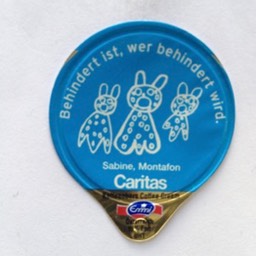 Behindert ist, wer behindert wird.
Sabine, Montafon
Caritas
Emmi